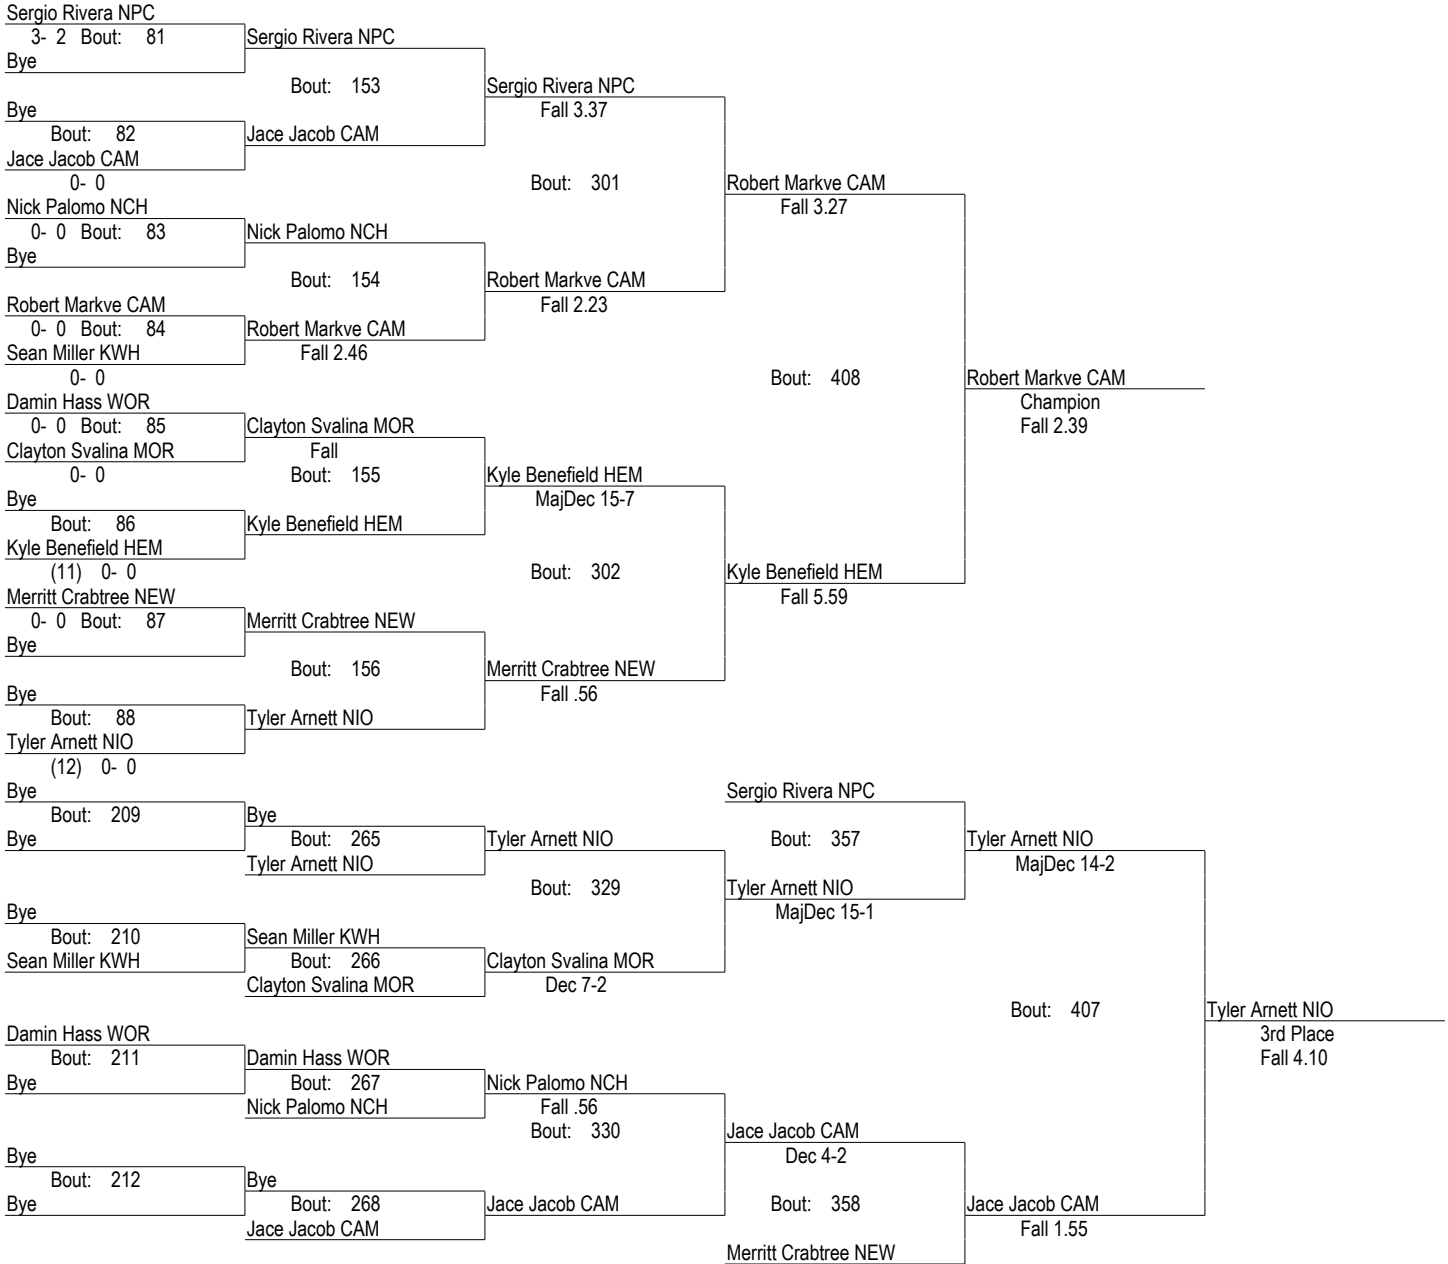 Sergio Rivera NPC
3- 2 Bout: 81 Sergio Rivera NPC
Bye
Bout: 153 Sergio Rivera NPC
Bye Fall 3.37
Bout: 82 Jace Jacob CAM
Jace Jacob CAM
0- 0 Bout: 301 Robert Markve CAM
Nick Palomo NCH Fall 3.27
0- 0 Bout: 83 Nick Palomo NCH
Bye
Bout: 154 Robert Markve CAM
Robert Markve CAM Fall 2.23
0- 0 Bout: 84 Robert Markve CAM
Sean Miller KWH Fall 2.46
0- 0 Bout: 408 Robert Markve CAM
Damin Hass WOR Champion
0- 0 Bout: 85 Clayton Svalina MOR Fall 2.39
Clayton Svalina MOR Fall
0- 0 Bout: 155 Kyle Benefield HEM
Bye MajDec 15-7
Bout: 86 Kyle Benefield HEM
Kyle Benefield HEM
(11) 0- 0 Bout: 302 Kyle Benefield HEM
Merritt Crabtree NEW Fall 5.59
0- 0 Bout: 87 Merritt Crabtree NEW
Bye
Bout: 156 Merritt Crabtree NEW
Bye Fall .56
Bout: 88 Tyler Arnett NIO
Tyler Arnett NIO
(12) 0- 0
Bye Sergio Rivera NPC
Bout: 209 Bye
Bye Bout: 265 Tyler Arnett NIO Bout: 357 Tyler Arnett NIO
Tyler Arnett NIO MajDec 14-2
Bout: 329 Tyler Arnett NIO
Bye MajDec 15-1
Bout: 210 Sean Miller KWH
Sean Miller KWH Bout: 266 Clayton Svalina MOR
Clayton Svalina MOR Dec 7-2
Bout: 407 Tyler Arnett NIO
Damin Hass WOR 3rd Place
Bout: 211 Damin Hass WOR Fall 4.10
Bye Bout: 267 Nick Palomo NCH
Nick Palomo NCH Fall .56
Bout: 330 Jace Jacob CAM
Bye Dec 4-2
Bout: 212 Bye
Bye Bout: 268 Jace Jacob CAM Bout: 358 Jace Jacob CAM
Jace Jacob CAM Fall 1.55
Merritt Crabtree NEW